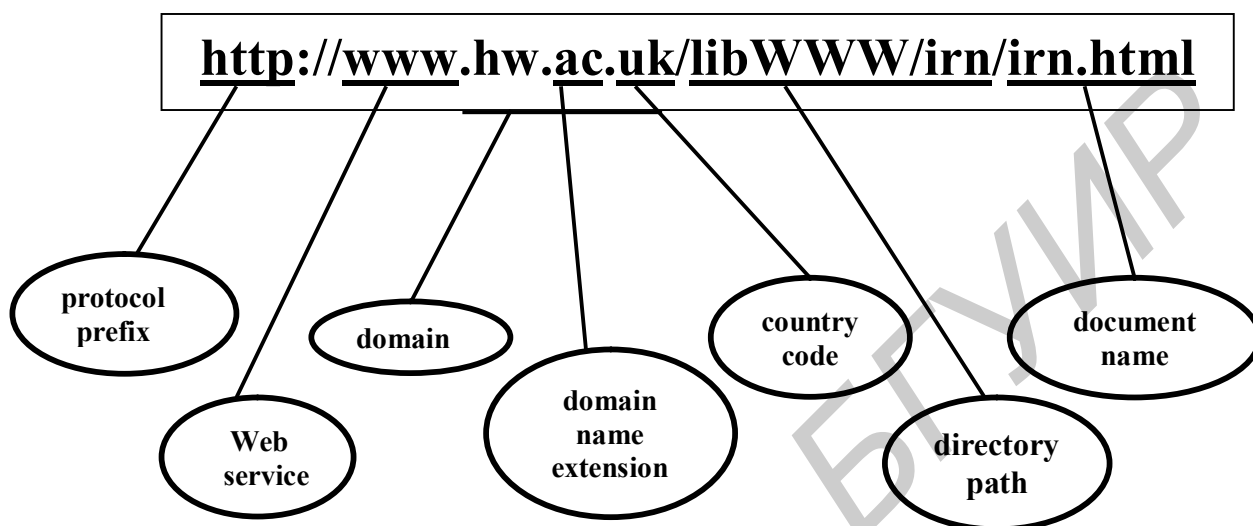 http://www.hw.ac.uk/libWWW/irn/irn.html
protocol
prefix
Web
service
domain
domain
name
extension
country
code
directory
path
document
name
БГУИР